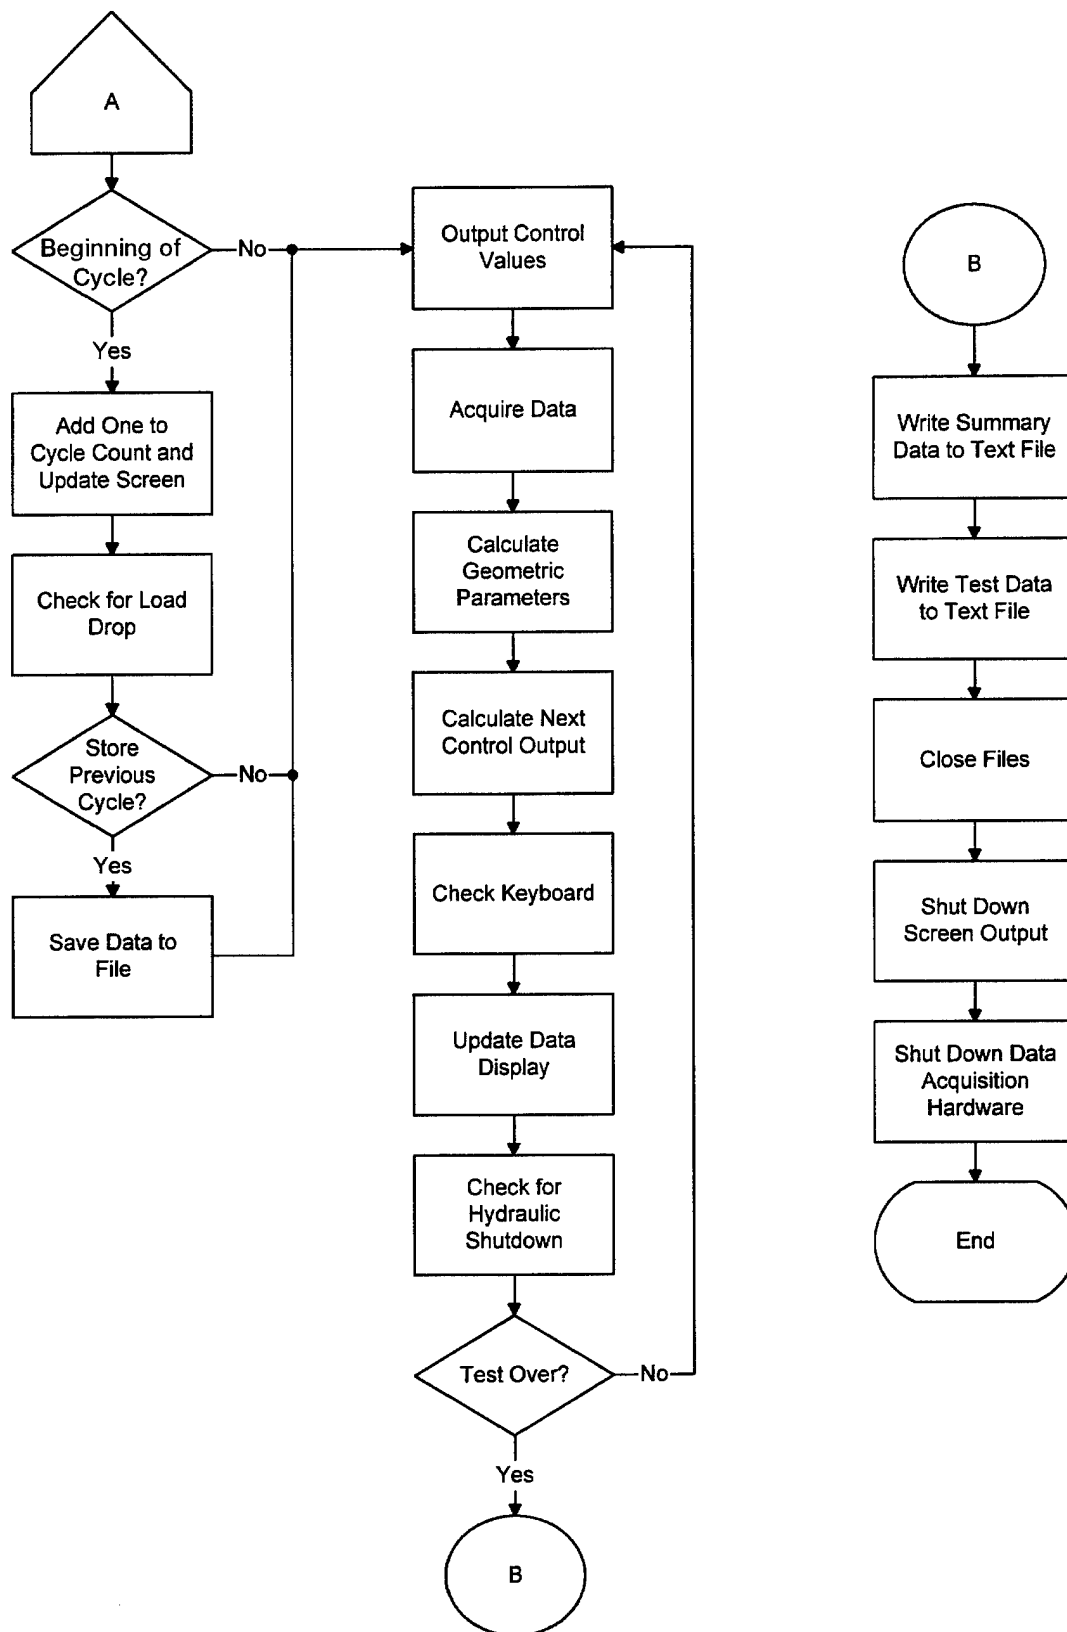 A
Beginning of
Cycle?
No
Yes
Add One to
Cycle Count and
Update Screen
Check for Load
Drop
Store
Previous
Cycle?
No
Yes
Save Data to
File
Output Control
Values
Acquire Data
Calculate
Geometric
Parameters
Calculate Next
Control Output
Check Keyboard
Update Data
Display
Check for
Hydraulic
Shutdown
Test Over?
No
Yes
B
B
Write Summary
Data to Text File
Write Test Data
to Text File
Close Files
Shut Down
Screen Output
Shut Down Data
Acquisition
Hardware
End